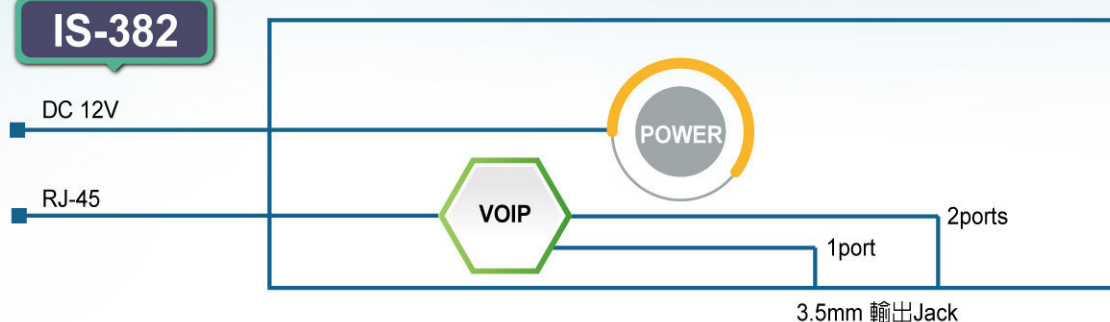 IS-382
DC 12V
POWER
RJ-45
VOIP
2ports
1port
3.5mm 輸出Jack